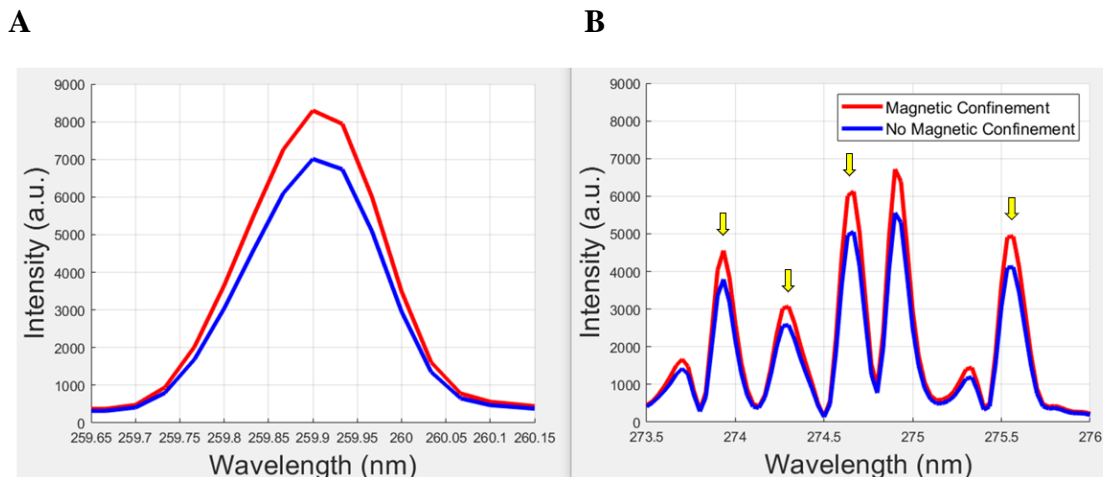 A
B
9000
8000
7000
6000
5000
4000
3000
2000
1000
0
Intensity (a.u.)
259.65 259.7 259.75 259.8 259.85 259.9 259.95 260 260.05 260.1 260.15
Wavelength (nm)
9000
8000
7000
6000
5000
4000
3000
2000
1000
0
Intensity (a.u.)
Magnetic Confinement
No Magnetic Confinement
273.5 274 274.5 275 275.5 276
Wavelength (nm)